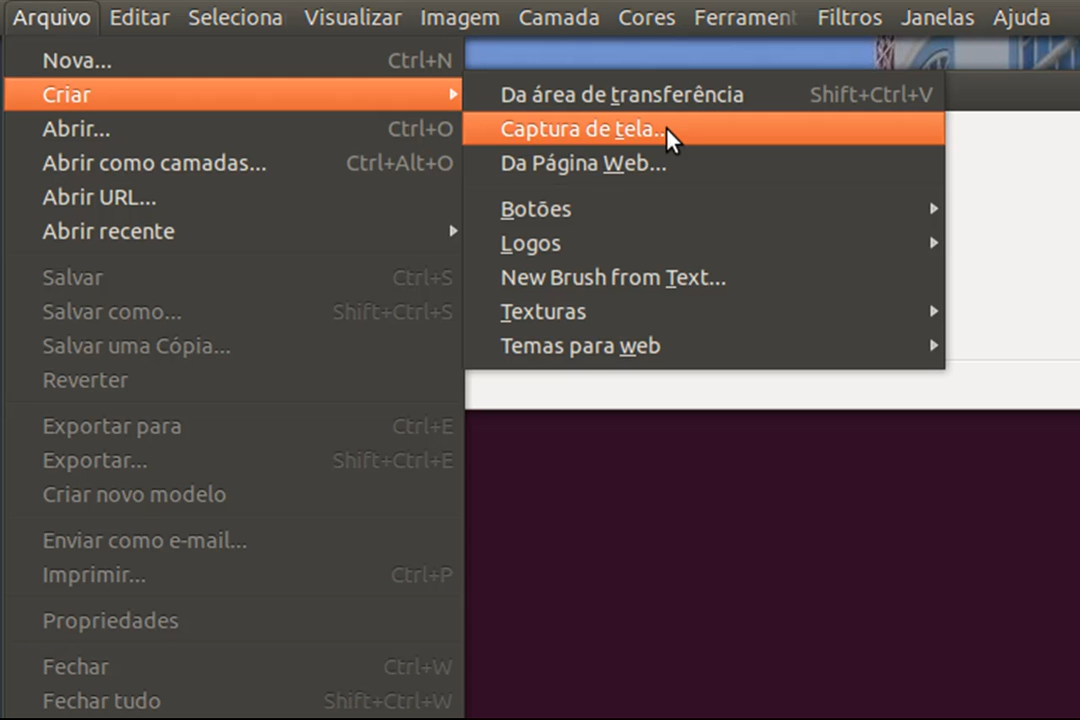 Arquivo Editar Seleciona Visualizar Imagem Camada Cores Ferrament Filtros Janelas Ajuda
Nova... Ctrl+N
Criar
Abrir... Ctrl+O
Abrir como camadas... Ctrl+Alt+O
Abrir URL...
Abrir recente
Salvar Ctrl+S
Salvar como... Shift+Ctrl+S
Salvar uma Cópia...
Reverter
Exportar para Ctrl+E
Exportar... Shift+Ctrl+E
Criar novo modelo
Enviar como e-mail...
Imprimir... Ctrl+P
Propriedades
Fechar Ctrl+W
Fechar tudo Shift+Ctrl+W
Da área de transferência Shift+Ctrl+V
Captura de tela...
Da Página Web...
Botões
Logos
New Brush from Text...
Texturas
Temas para web